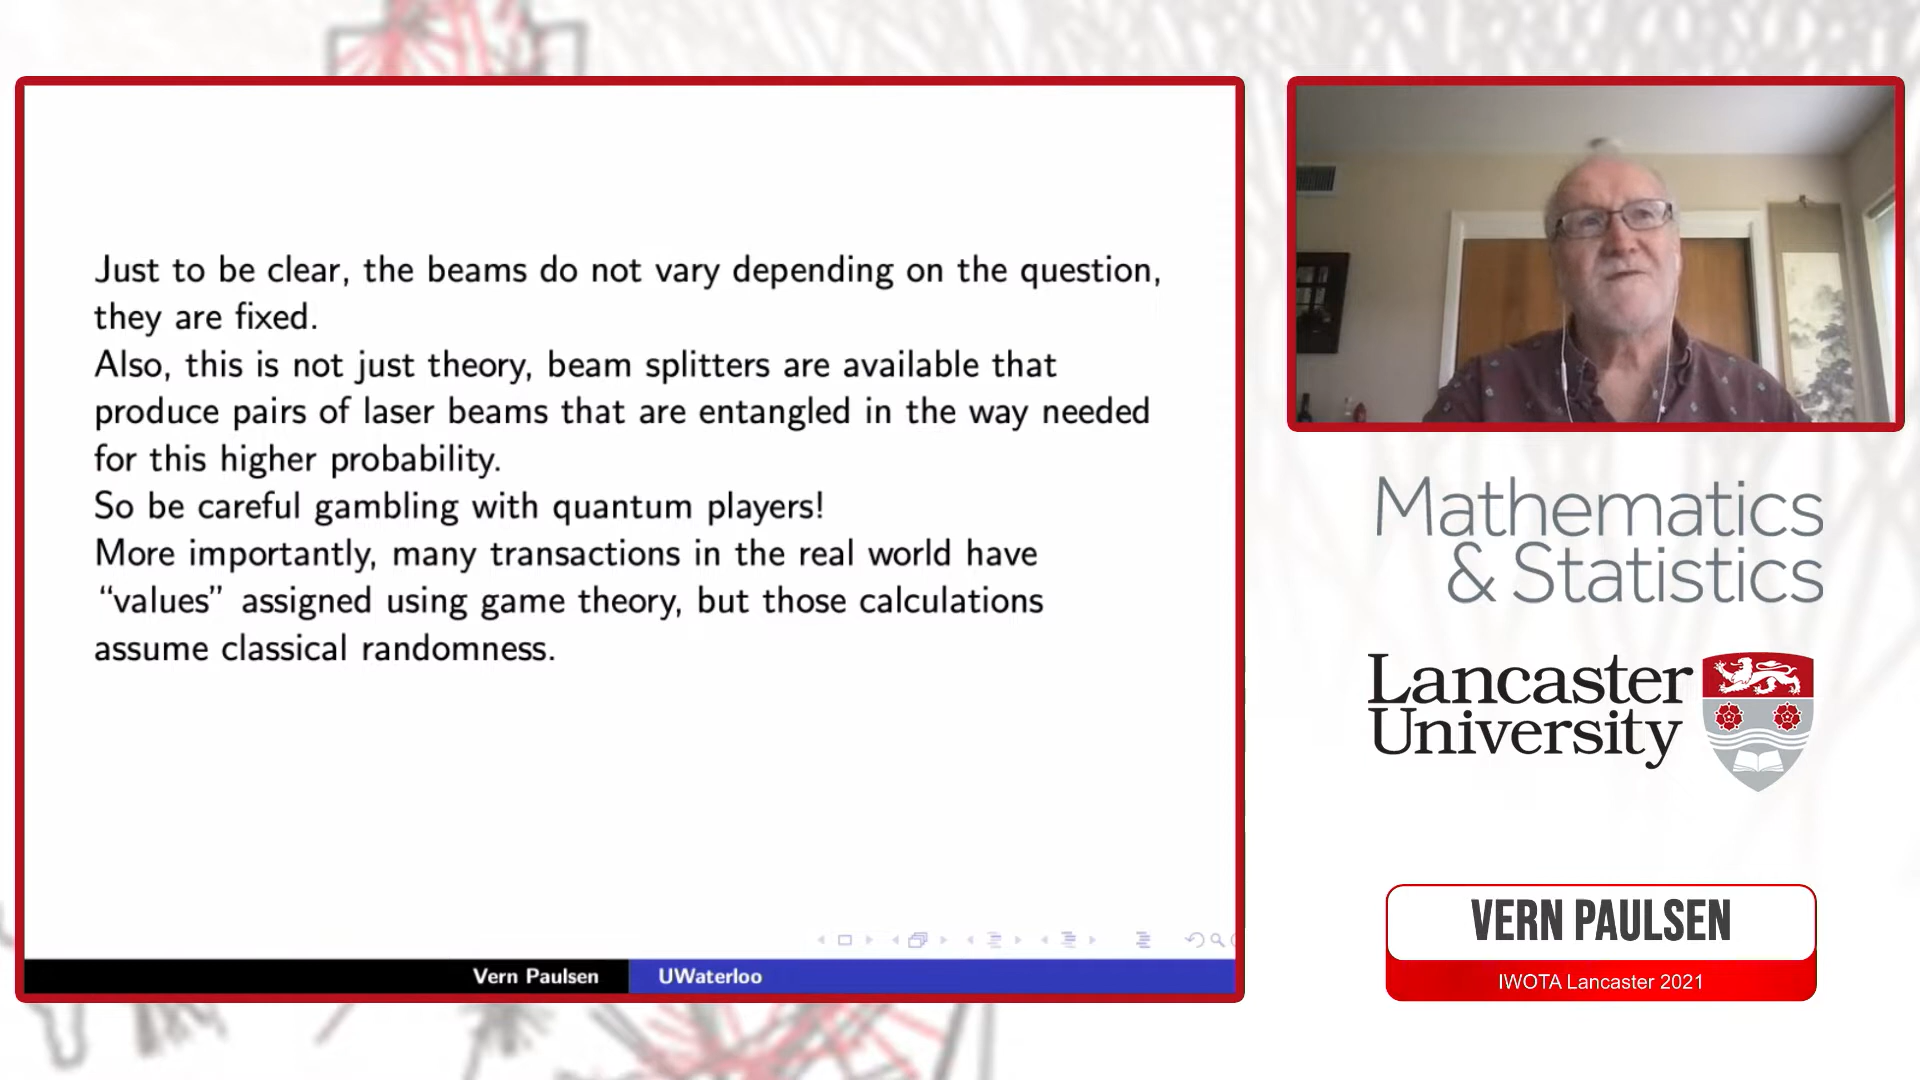 Just to be clear, the beams do not vary depending on the question,
they are fixed.
Also, this is not just theory, beam splitters are available that
produce pairs of laser beams that are entangled in the way needed
for this higher probability.
So be careful gambling with quantum players!
More importantly, many transactions in the real world have
“values” assigned using game theory, but those calculations
assume classical randomness.
Vern Paulsen
UWaterloo
Mathematics
& Statistics
Lancaster
University
VERN PAULSEN
IWOTA Lancaster 2021